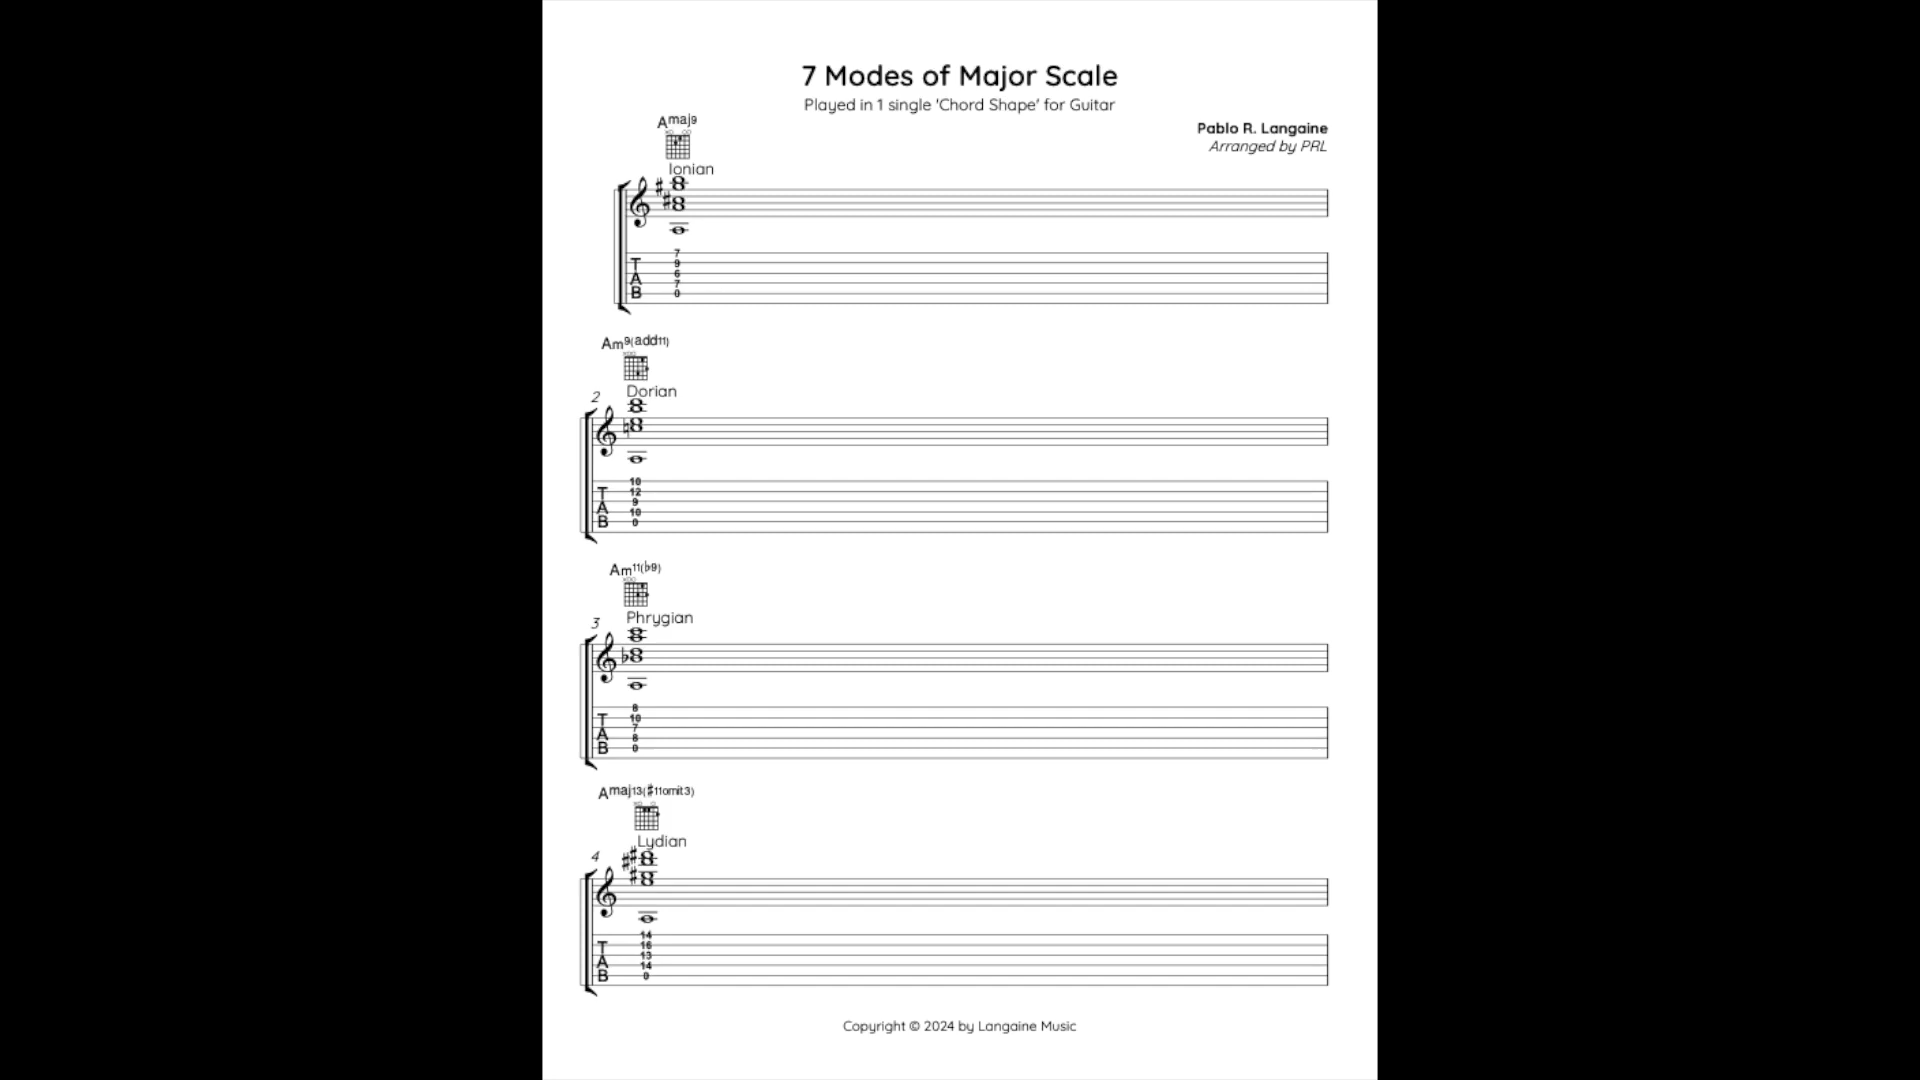 7 Modes of Major Scale
Played in 1 single 'Chord Shape' for Guitar
Pablo R. Langaine
Arranged by PRL
Amaj9
Ionian
T
A
B
7
9
6
7
0
Am9(add11)
Dorian
2
T
A
B
10
12
9
10
0
Am11(♭9)
Phrygian
3
T
A
B
8
10
7
8
0
Amaj13(♯11omit3)
Lydian
4
T
A
B
14
16
13
14
0
Copyright © 2024 by Langaine Music